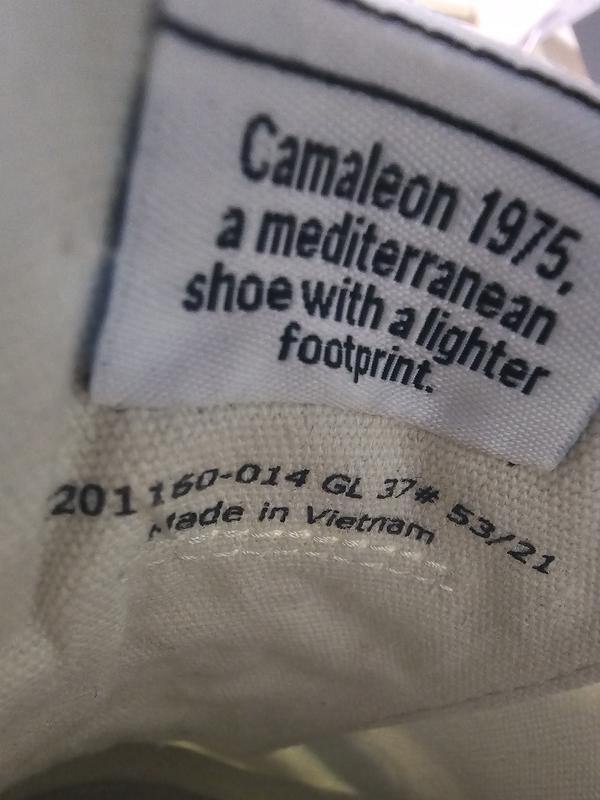 Camaleon 1975,
a mediterranean
shoe with a lighter
footprint.
201160-014 GL 37# 53/21
Made in Vietnam